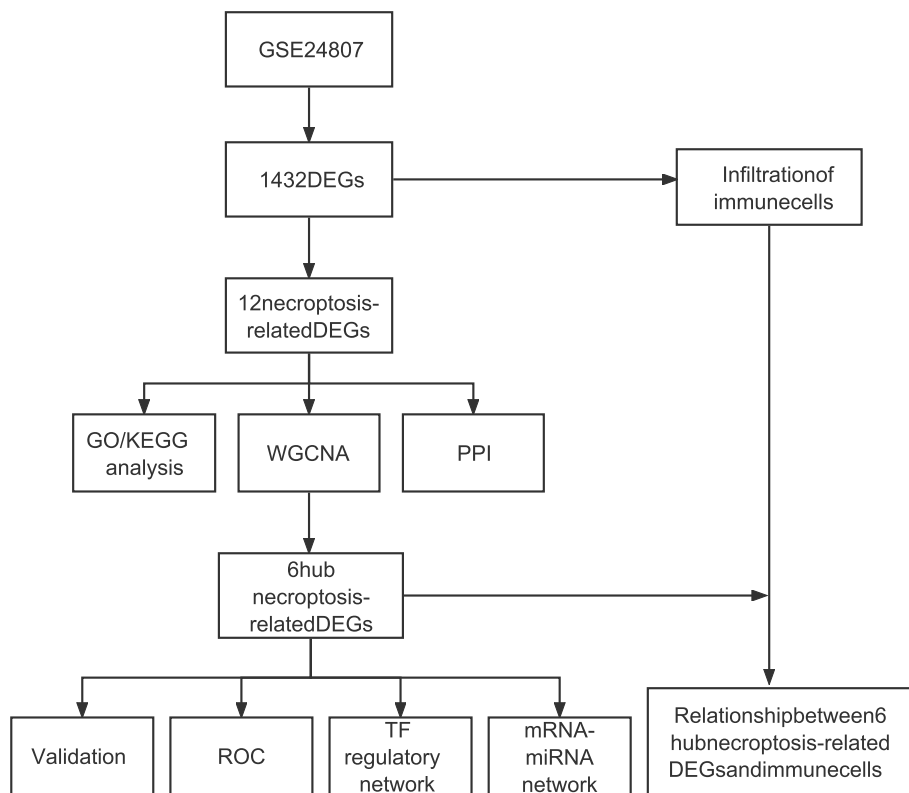 GSE24807
1432DEGs
Infiltrationof
immunecells
12necroptosis-
relatedDEGs
GO/KEGG
analysis
WGCNA
PPI
6hub
necroptosis-
relatedDEGs
Validation
ROC
TF
regulatory
network
mRNA-
miRNA
network
Relationshipbetween6
hubnecroptosis-related
DEGsandimmunecells